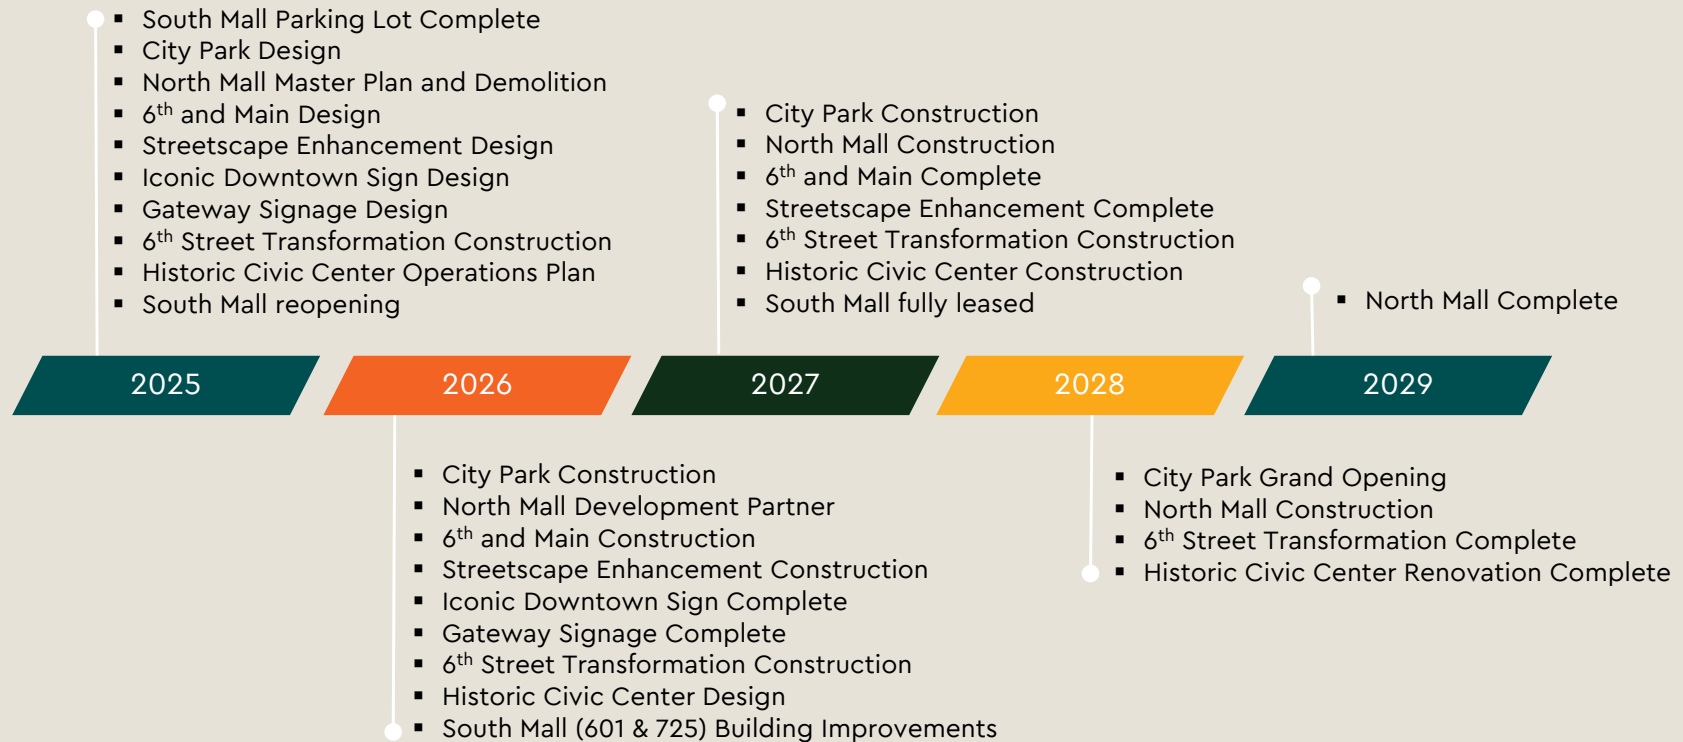 ▪ South Mall Parking Lot Complete
▪ City Park Design
▪ North Mall Master Plan and Demolition
▪ 6th and Main Design
▪ Streetscape Enhancement Design
▪ Iconic Downtown Sign Design
▪ Gateway Signage Design
▪ 6th Street Transformation Construction
▪ Historic Civic Center Operations Plan
▪ South Mall reopening
▪ City Park Construction
▪ North Mall Construction
▪ 6th and Main Complete
▪ Streetscape Enhancement Complete
▪ 6th Street Transformation Construction
▪ Historic Civic Center Construction
▪ South Mall fully leased
▪ North Mall Complete
2025 2026 2027 2028 2029
▪ City Park Construction
▪ North Mall Development Partner
▪ 6th and Main Construction
▪ Streetscape Enhancement Construction
▪ Iconic Downtown Sign Complete
▪ Gateway Signage Complete
▪ 6th Street Transformation Construction
▪ Historic Civic Center Design
▪ South Mall (601 & 725) Building Improvements
▪ City Park Grand Opening
▪ North Mall Construction
▪ 6th Street Transformation Complete
▪ Historic Civic Center Renovation Complete